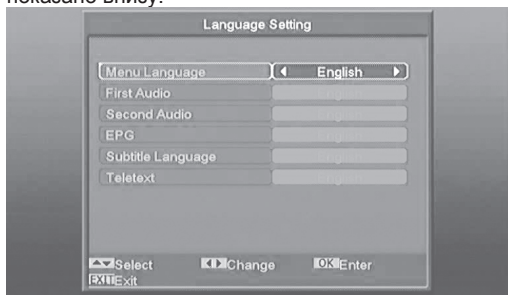 показано внизу:
Language Setting
Menu Language English
First Audio
Second Audio
EPG
Subtitle Language
Teletext
Select Change OK Enter
EXIT Exit